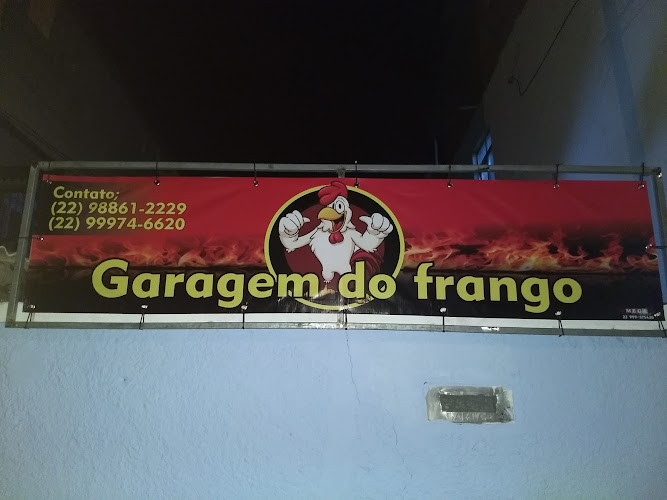 Contato;
(22) 98861-2229
(22) 99974-6620
Garagem do frango